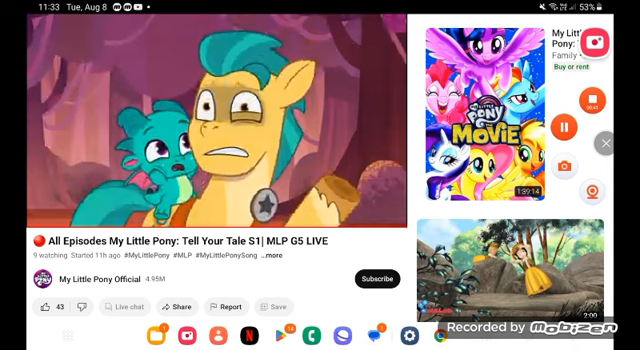 11:33 Tue, Aug 8
53%
My Little
Pony:
Family •
Buy or rent
MY LITTLE
PONY
THE
MOVIE
1:39:14
All Episodes My Little Pony: Tell Your Tale S1| MLP G5 LIVE
9 watching Started 11h ago #MyLittlePony #MLP #MyLittlePonySong ...more
My Little Pony Official 4.95M
Subscribe
43
Live chat
Share
Report
Save
2:00
Recorded by Mobizen